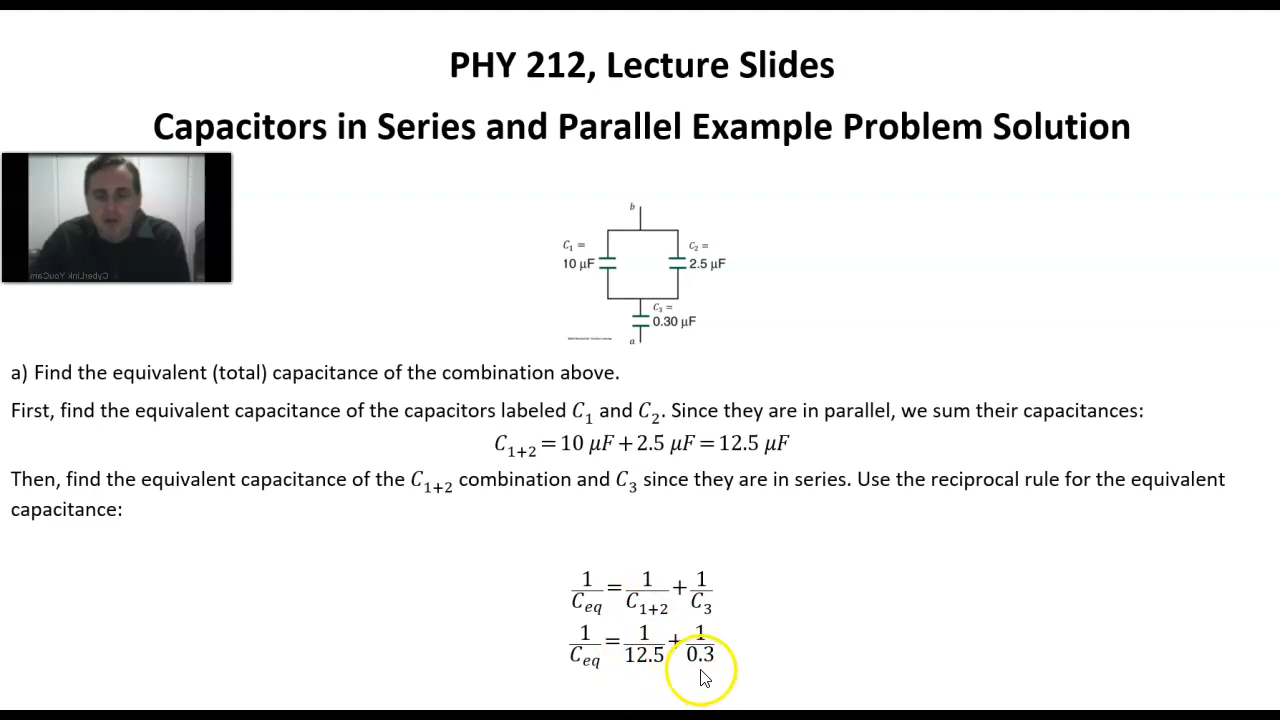 PHY 212, Lecture Slides
Capacitors in Series and Parallel Example Problem Solution
CyberLink YouCam
b
C₁ =
10 µF
C₂ =
2.5 µF
C₃ =
0.30 µF
a
a) Find the equivalent (total) capacitance of the combination above.
First, find the equivalent capacitance of the capacitors labeled C₁ and C₂. Since they are in parallel, we sum their capacitances:
C₁₊₂ = 10 µF + 2.5 µF = 12.5 µF
Then, find the equivalent capacitance of the C₁₊₂ combination and C₃ since they are in series. Use the reciprocal rule for the equivalent
capacitance:
1/C_eq = 1/C₁₊₂ + 1/C₃
1/C_eq = 1/12.5 + 1/0.3